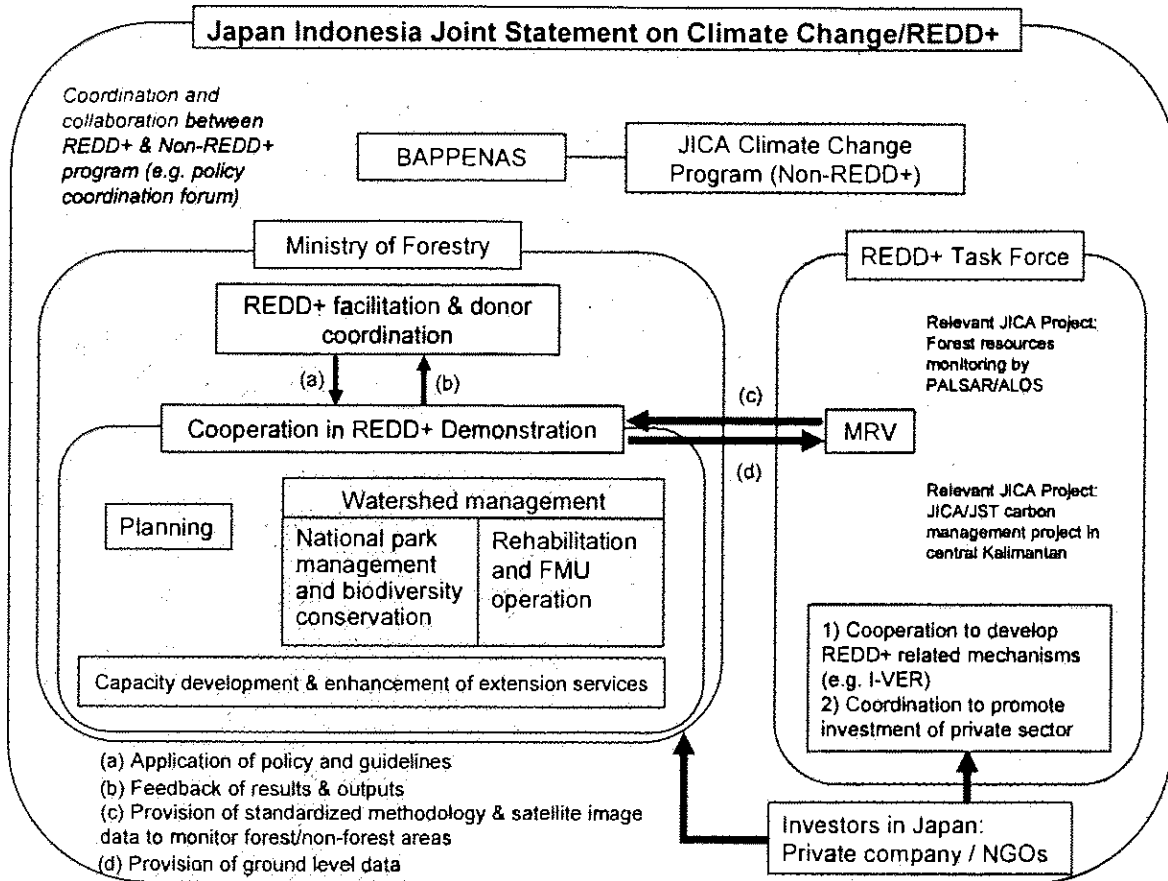 Japan Indonesia Joint Statement on Climate Change/REDD+
Coordination and
collaboration between
REDD+ & Non-REDD+
program (e.g. policy
coordination forum)
BAPPENAS
JICA Climate Change
Program (Non-REDD+)
Ministry of Forestry
REDD+ facilitation & donor
coordination
(a)
(b)
Cooperation in REDD+ Demonstration
Planning
Watershed management
National park
management
and biodiversity
conservation
Rehabilitation
and FMU
operation
Capacity development & enhancement of extension services
(c)
(d)
REDD+ Task Force
Relevant JICA Project:
Forest resources
monitoring by
PALSAR/ALOS
MRV
Relevant JICA Project:
JICA/JST carbon
management project in
central Kalimantan
1) Cooperation to develop
REDD+ related mechanisms
(e.g. I-VER)
2) Coordination to promote
investment of private sector
(a) Application of policy and guidelines
(b) Feedback of results & outputs
(c) Provision of standardized methodology & satellite image
data to monitor forest/non-forest areas
(d) Provision of ground level data
Investors in Japan:
Private company / NGOs